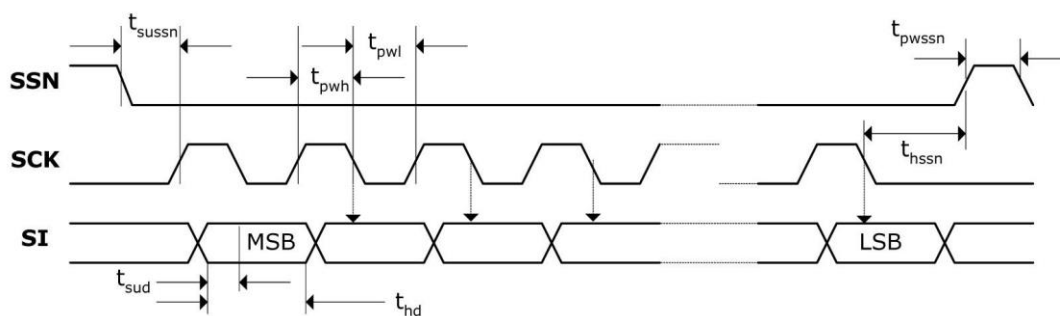 t_sussn
t_pwl
t_pwssn
SSN
t_pwh
SCK
t_hssn
SI
MSB
LSB
t_sud
t_hd